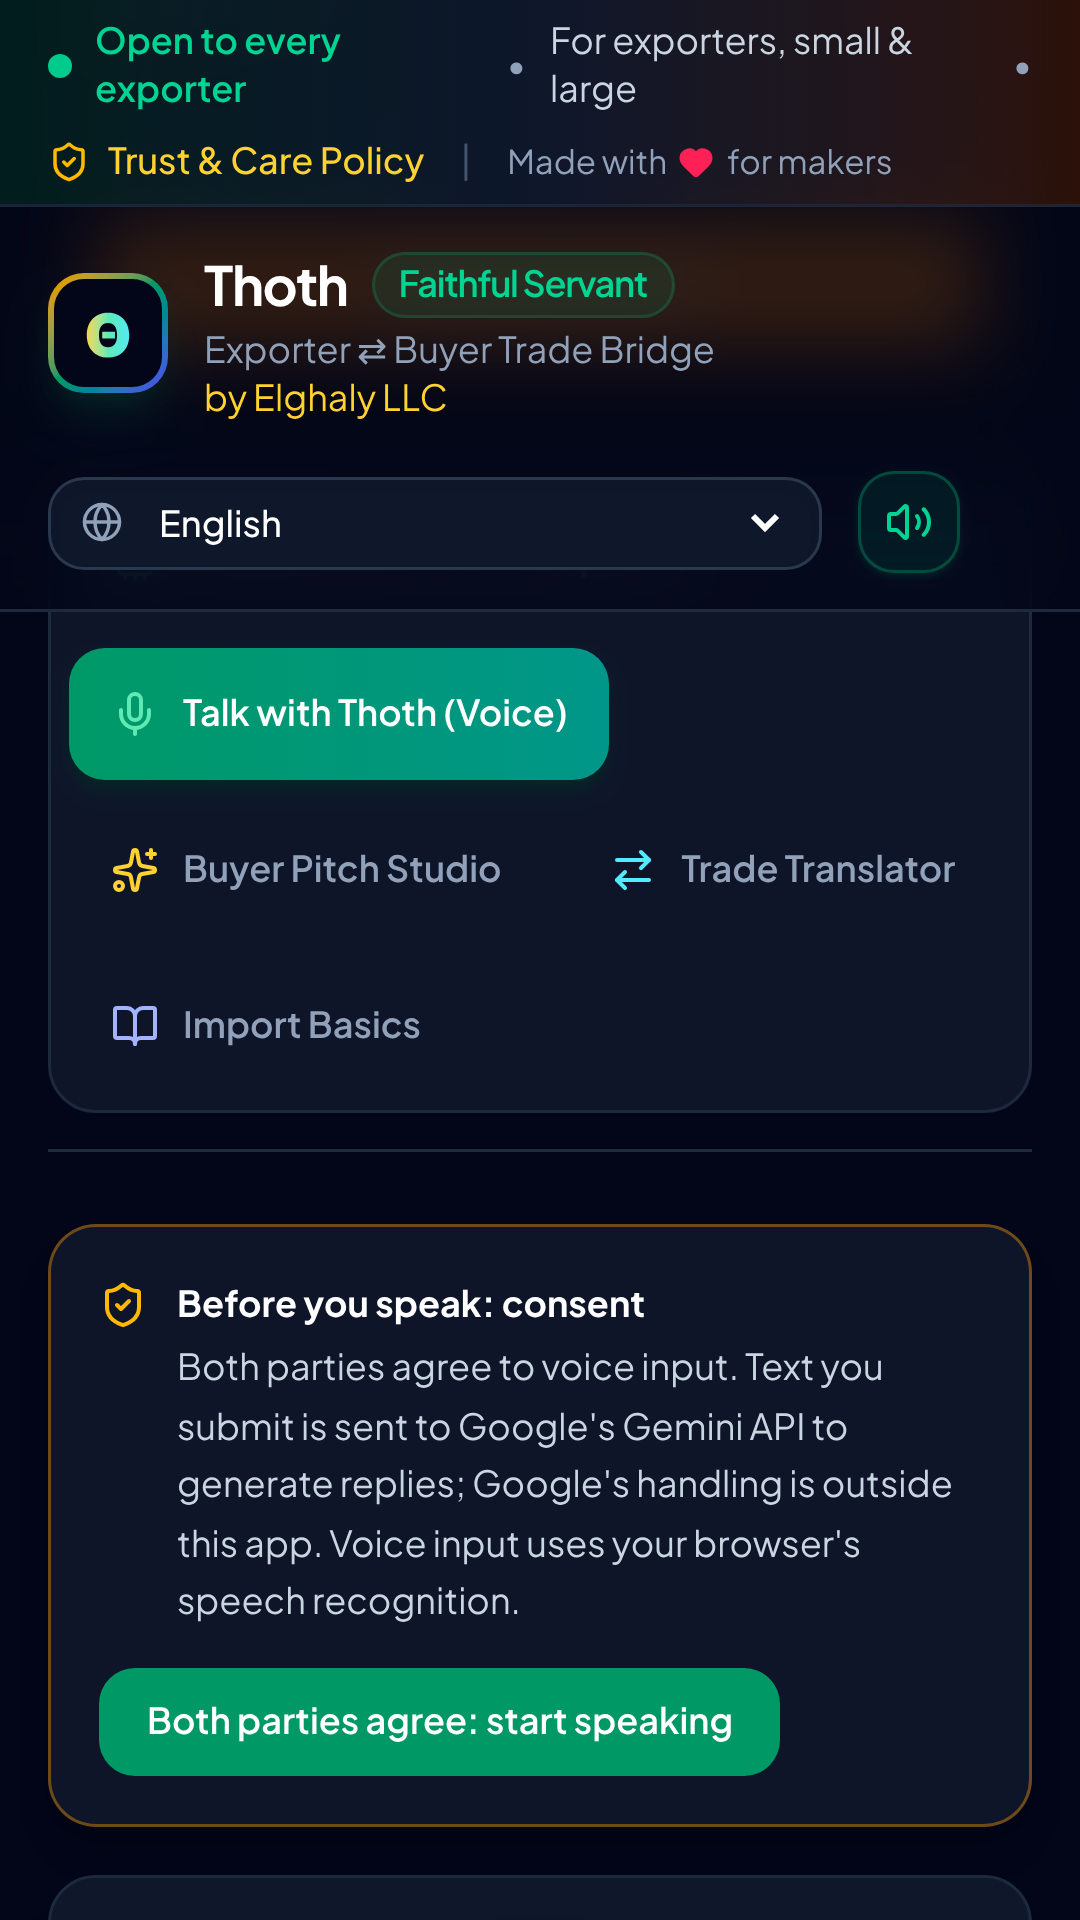 Open to every
exporter
For exporters, small &
large
Trust & Care Policy
Made with ❤ for makers
Θ
Thoth
Faithful Servant
Exporter ⇄ Buyer Trade Bridge
by Elghaly LLC
English
Talk with Thoth (Voice)
Buyer Pitch Studio
Trade Translator
Import Basics
Before you speak: consent
Both parties agree to voice input. Text you
submit is sent to Google's Gemini API to
generate replies; Google's handling is outside
this app. Voice input uses your browser's
speech recognition.
Both parties agree: start speaking